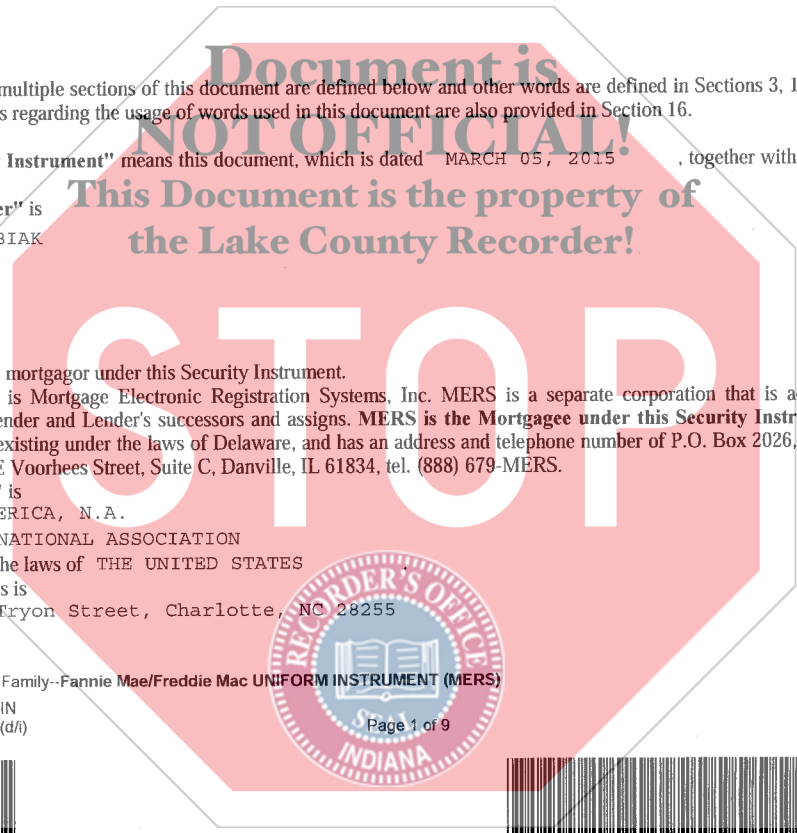 Document is
multiple sections of this document are defined below and other words are defined in Sections 3, 1
s regarding the usage of words used in this document are also provided in Section 16.
NOT OFFICIAL!
Instrument" means this document, which is dated MARCH 05, 2015 , together with
This Document is the property of
er" is
BIAK
the Lake County Recorder!
STOP
mortgagor under this Security Instrument.
is Mortgage Electronic Registration Systems, Inc. MERS is a separate corporation that is a
ender and Lender's successors and assigns. MERS is the Mortgagee under this Security Instr
existing under the laws of Delaware, and has an address and telephone number of P.O. Box 2026,
E Voorhees Street, Suite C, Danville, IL 61834, tel. (888) 679-MERS.
" is
ERICA, N.A.
NATIONAL ASSOCIATION
he laws of THE UNITED STATES .
s is
Tryon Street, Charlotte, NC 28255
RECORDER'S OFFICE
Family--Fannie Mae/Freddie Mac UNIFORM INSTRUMENT (MERS)
IN
(d/i)
SEAL
Page 1 of 9
INDIANA